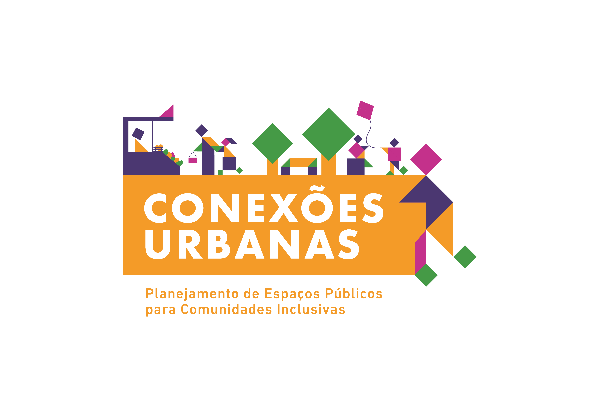 CONEXÕES
URBANAS
Planejamento de Espaços Públicos
para Comunidades Inclusivas